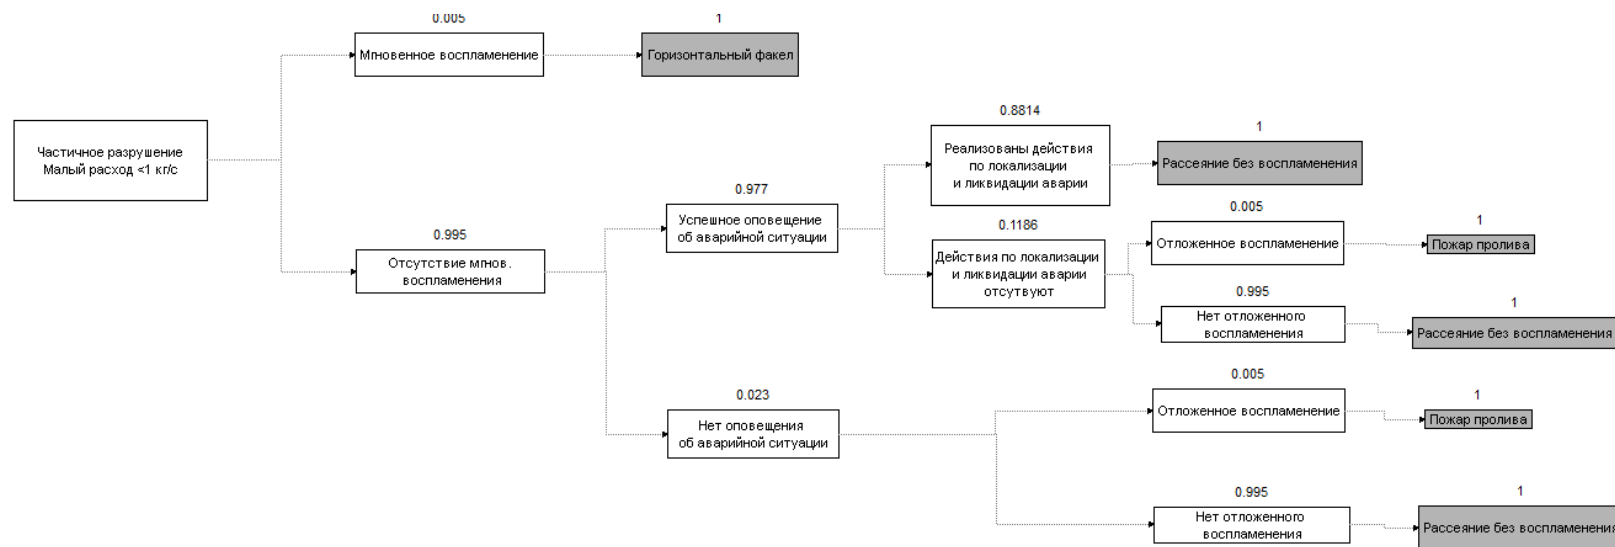 0.005
Мгновенное воспламенение
1
Горизонтальный факел
Частичное разрушение
Малый расход <1 кг/с
0.995
Отсутствие мгнов.
воспламенения
0.977
Успешное оповещение
об аварийной ситуации
0.8814
Реализованы действия
по локализации
и ликвидации аварии
1
Рассеяние без воспламенения
0.1186
Действия по локализации
и ликвидации аварии
отсутвуют
0.005
Отложенное воспламенение
1
Пожар пролива
0.995
Нет отложенного
воспламенения
1
Рассеяние без воспламенения
0.023
Нет оповещения
об аварийной ситуации
0.005
Отложенное воспламенение
1
Пожар пролива
0.995
Нет отложенного
воспламенения
1
Рассеяние без воспламенения